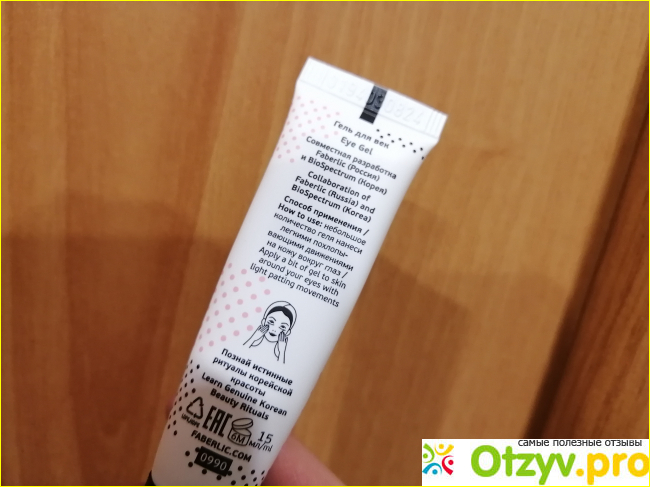 Гель для век
Eye Gel
Совместная разработка
Faberlic (Россия)
и BioSpectrum (Корея)
Collaboration of
Faberlic (Russia) and
BioSpectrum (Korea)
Способ применения /
How to use: небольшое
количество геля нанеси
легкими похлопы-
вающими движениями
на кожу вокруг глаз /
Apply a bit of gel to skin
around your eyes with
light patting movements
Познай истинные
ритуалы корейской
красоты
Learn Genuine Korean
Beauty Rituals
EAC
6M
15
мл/ml
FABERLIC.COM
0990
самые полезные отзывы
Otzyv.pro